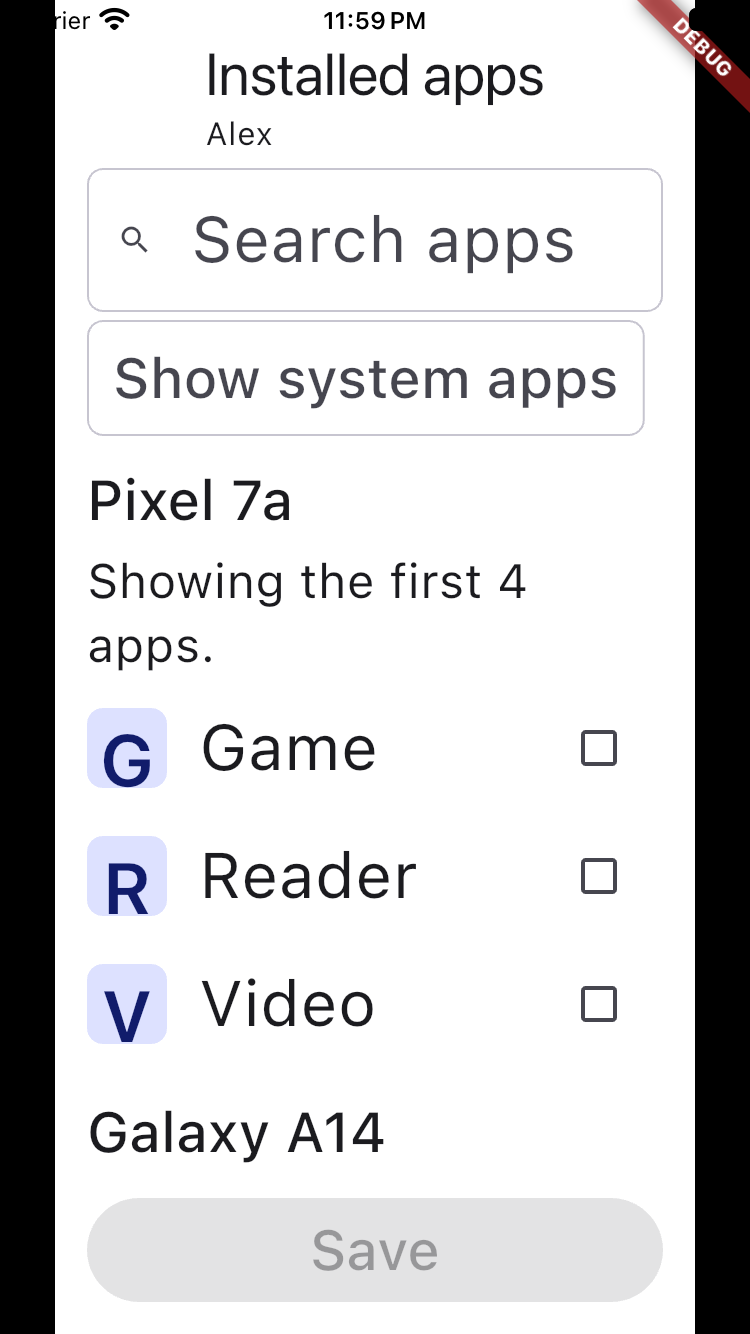 rier 11:59 PM
DEBUG
Installed apps
Alex
Search apps
Show system apps
Pixel 7a
Showing the first 4
apps.
G Game
R Reader
V Video
Galaxy A14
Save